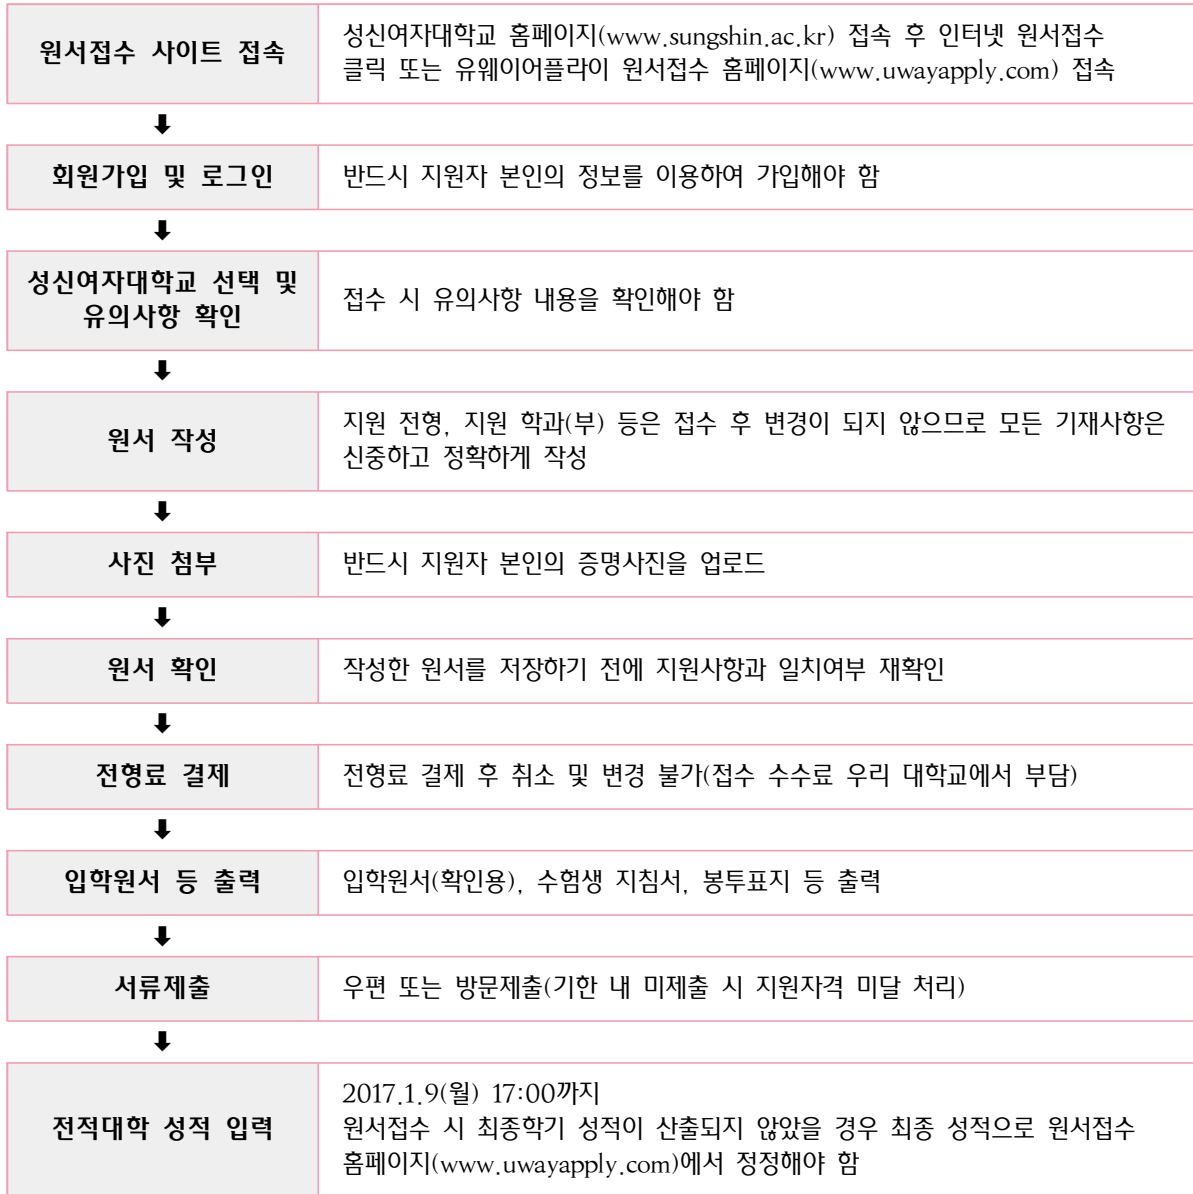 원서접수 사이트 접속
성신여자대학교 홈페이지(www.sungshin.ac.kr) 접속 후 인터넷 원서접수
클릭 또는 유웨이어플라이 원서접수 홈페이지(www.uwayapply.com) 접속
⬇
회원가입 및 로그인
반드시 지원자 본인의 정보를 이용하여 가입해야 함
⬇
성신여자대학교 선택 및
유의사항 확인
접수 시 유의사항 내용을 확인해야 함
⬇
원서 작성
지원 전형, 지원 학과(부) 등은 접수 후 변경이 되지 않으므로 모든 기재사항은
신중하고 정확하게 작성
⬇
사진 첨부
반드시 지원자 본인의 증명사진을 업로드
⬇
원서 확인
작성한 원서를 저장하기 전에 지원사항과 일치여부 재확인
⬇
전형료 결제
전형료 결제 후 취소 및 변경 불가(접수 수수료 우리 대학교에서 부담)
⬇
입학원서 등 출력
입학원서(확인용), 수험생 지침서, 봉투표지 등 출력
⬇
서류제출
우편 또는 방문제출(기한 내 미제출 시 지원자격 미달 처리)
⬇
전적대학 성적 입력
2017.1.9(월) 17:00까지
원서접수 시 최종학기 성적이 산출되지 않았을 경우 최종 성적으로 원서접수
홈페이지(www.uwayapply.com)에서 정정해야 함